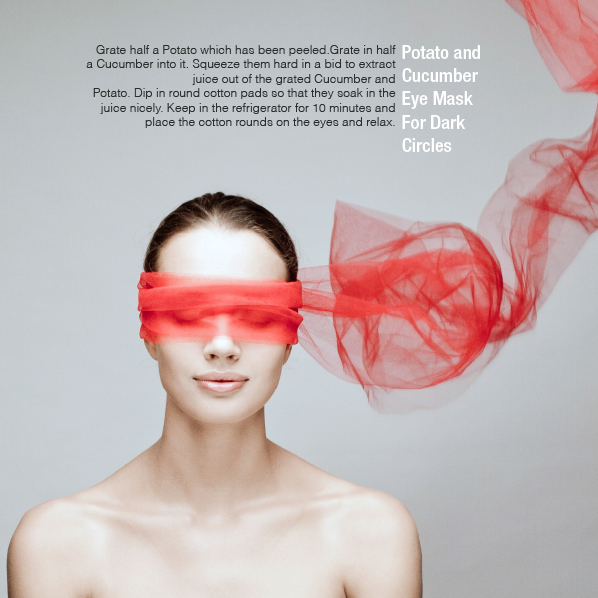 Grate half a Potato which has been peeled.Grate in half
a Cucumber into it. Squeeze them hard in a bid to extract
juice out of the grated Cucumber and
Potato. Dip in round cotton pads so that they soak in the
juice nicely. Keep in the refrigerator for 10 minutes and
place the cotton rounds on the eyes and relax.
Potato and
Cucumber
Eye Mask
For Dark
Circles